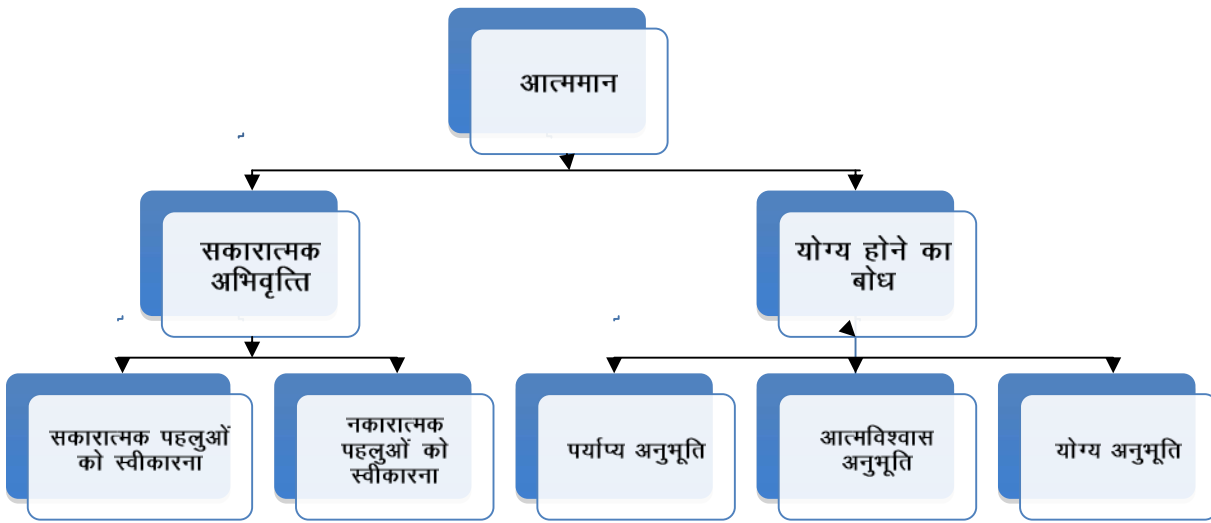 आत्ममान
सकारात्मक
अभिवृत्ति
योग्य होने का
बोध
सकारात्मक पहलुओं
को स्वीकारना
नकारात्मक
पहलुओं को
स्वीकारना
पर्याप्य अनुभूति
आत्मविश्वास
अनुभूति
योग्य अनुभूति